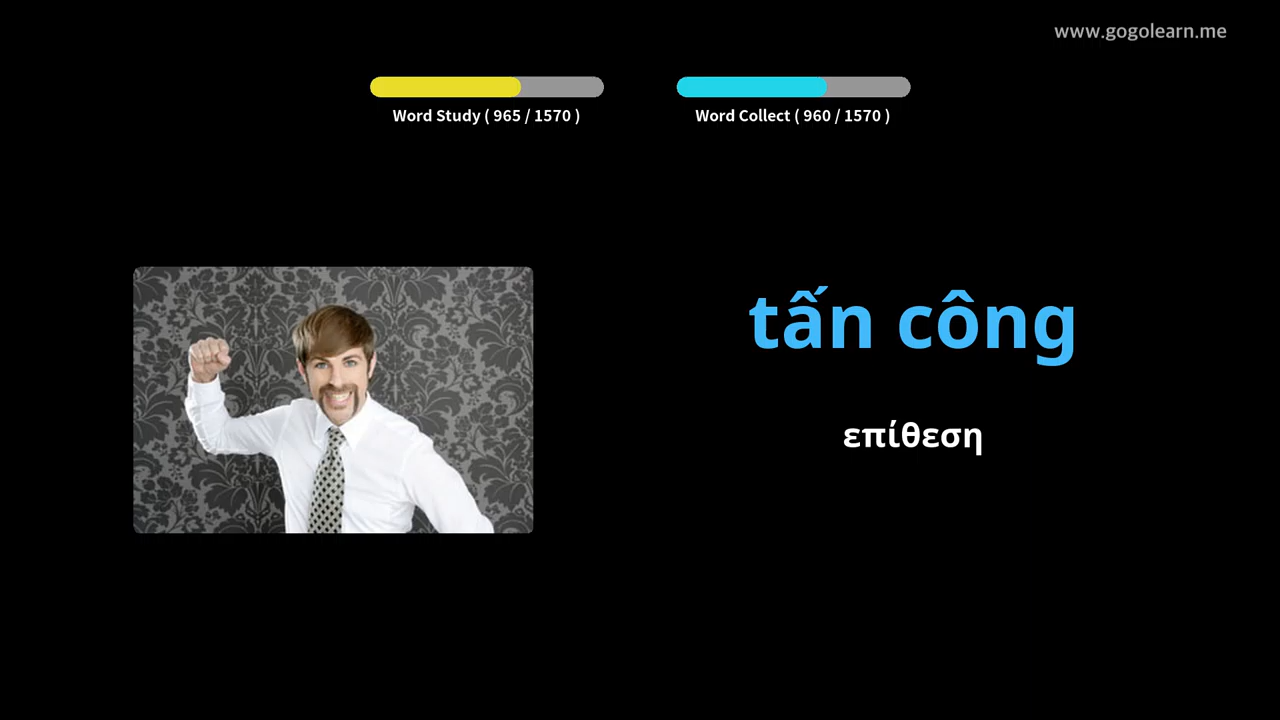 www.gogolearn.me
Word Study ( 965 / 1570 )
Word Collect ( 960 / 1570 )
tấn công
επίθεση